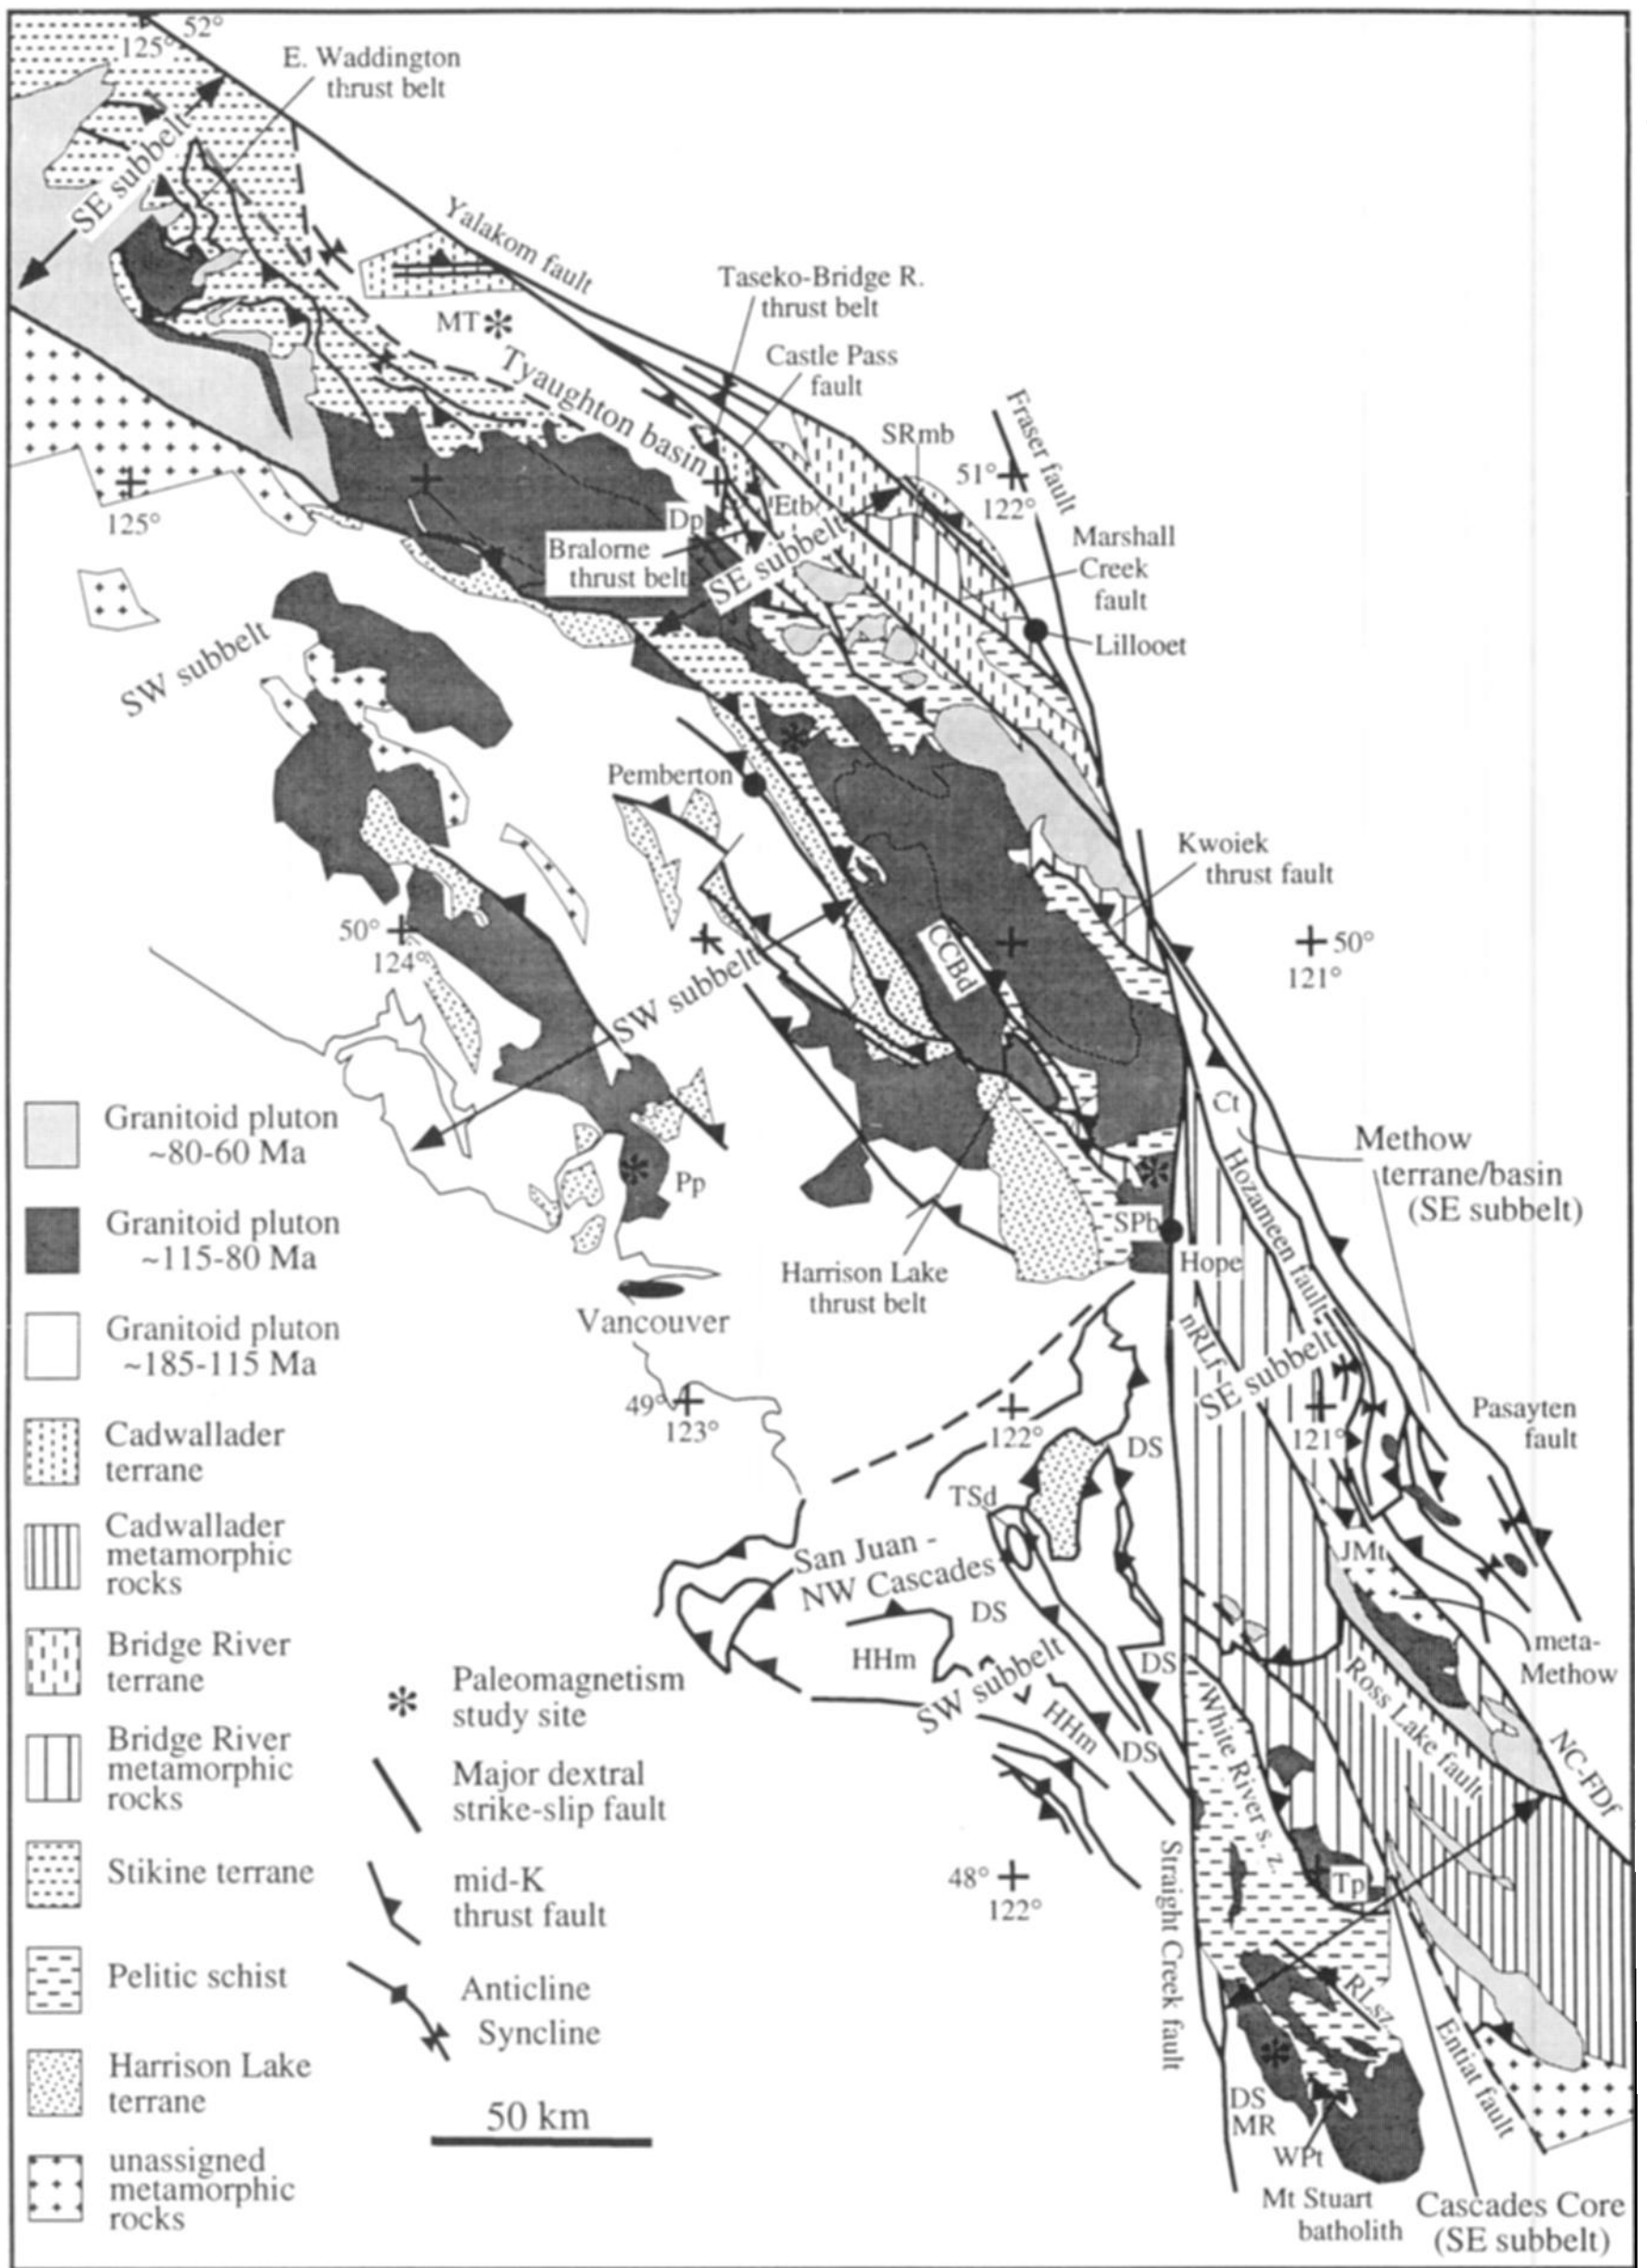 52°
125°
E. Waddington
thrust belt
SE subbelt
Yalakom fault
Taseko-Bridge R.
thrust belt
MT
Castle Pass
fault
Tyaughton basin
Fraser fault
SRmb
51°
122°
125°
Etb
Dp
Bralorne
thrust belt
SE subbelt
Marshall
Creek
fault
Lillooet
SW subbelt
Pemberton
Kwoiek
thrust fault
50°
124°
CCBd
50°
121°
SW subbelt
Ct
Methow
terrane/basin
(SE subbelt)
Hozameen fault
Pp
SPb
Hope
Harrison Lake
thrust belt
Vancouver
nRLf
SE subbelt
49°
123°
122°
121°
Pasayten
fault
DS
TSd
JMt
San Juan -
NW Cascades
DS
HHm
SW subbelt
DS
HHm
DS
meta-
Methow
Ross Lake fault
White River s. z.
NC-FDf
48°
122°
Straight Creek fault
Tp
RLsz
Entiat fault
DS
MR
WPt
Mt Stuart
batholith
Cascades Core
(SE subbelt)
Granitoid pluton
~80-60 Ma
Granitoid pluton
~115-80 Ma
Granitoid pluton
~185-115 Ma
Cadwallader
terrane
Cadwallader
metamorphic
rocks
Bridge River
terrane
Bridge River
metamorphic
rocks
Stikine terrane
Pelitic schist
Harrison Lake
terrane
unassigned
metamorphic
rocks
Paleomagnetism
study site
Major dextral
strike-slip fault
mid-K
thrust fault
Anticline
Syncline
50 km